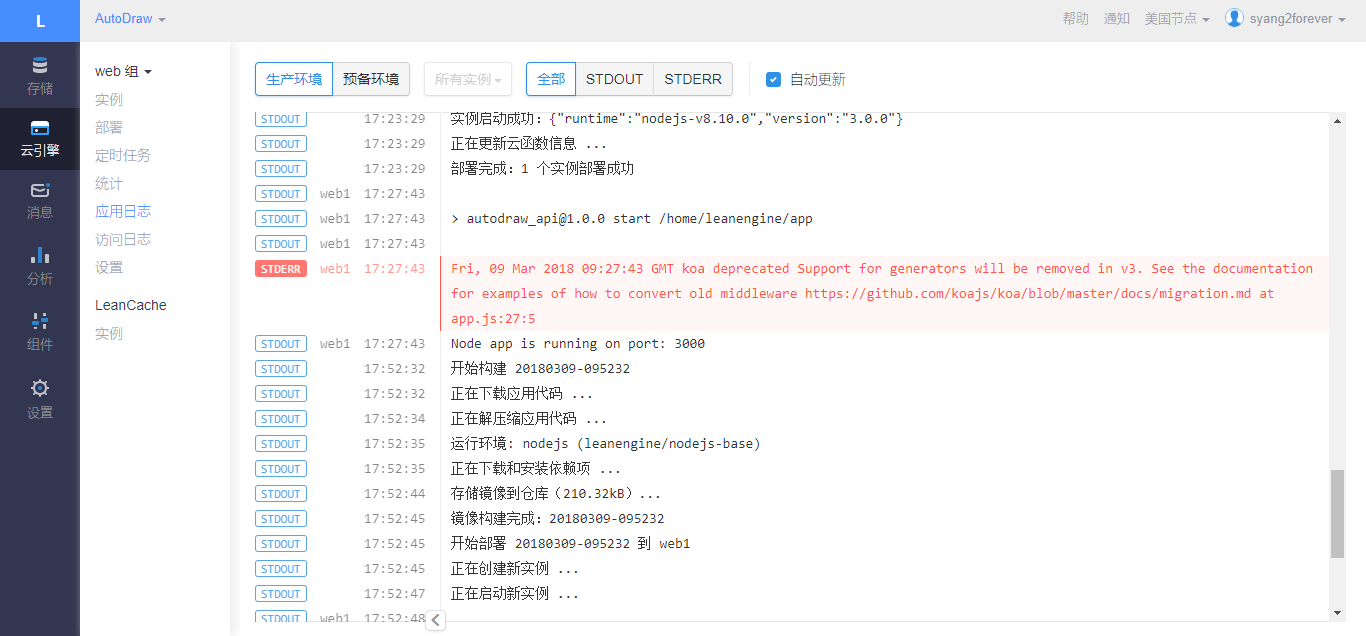 L AutoDraw 帮助 通知 美国节点 syang2forever
存储
云引擎
消息
分析
组件
设置
web 组
实例
部署
定时任务
统计
应用日志
访问日志
设置
LeanCache
实例
生产环境 预备环境 所有实例 全部 STDOUT STDERR 自动更新
STDOUT 17:23:29 实例启动成功：{"runtime":"nodejs-v8.10.0","version":"3.0.0"}
STDOUT 17:23:29 正在更新云函数信息 ...
STDOUT 17:23:29 部署完成：1 个实例部署成功
STDOUT web1 17:27:43
STDOUT web1 17:27:43 > autodraw_api@1.0.0 start /home/leanengine/app
STDOUT web1 17:27:43
STDERR web1 17:27:43 Fri, 09 Mar 2018 09:27:43 GMT koa deprecated Support for generators will be removed in v3. See the documentation
for examples of how to convert old middleware https://github.com/koajs/koa/blob/master/docs/migration.md at
app.js:27:5
STDOUT web1 17:27:43 Node app is running on port: 3000
STDOUT 17:52:32 开始构建 20180309-095232
STDOUT 17:52:32 正在下载应用代码 ...
STDOUT 17:52:34 正在解压缩应用代码 ...
STDOUT 17:52:35 运行环境: nodejs (leanengine/nodejs-base)
STDOUT 17:52:35 正在下载和安装依赖项 ...
STDOUT 17:52:44 存储镜像到仓库（210.32kB）...
STDOUT 17:52:45 镜像构建完成：20180309-095232
STDOUT 17:52:45 开始部署 20180309-095232 到 web1
STDOUT 17:52:45 正在创建新实例 ...
STDOUT 17:52:47 正在启动新实例 ...
STDOUT web1 17:52:48